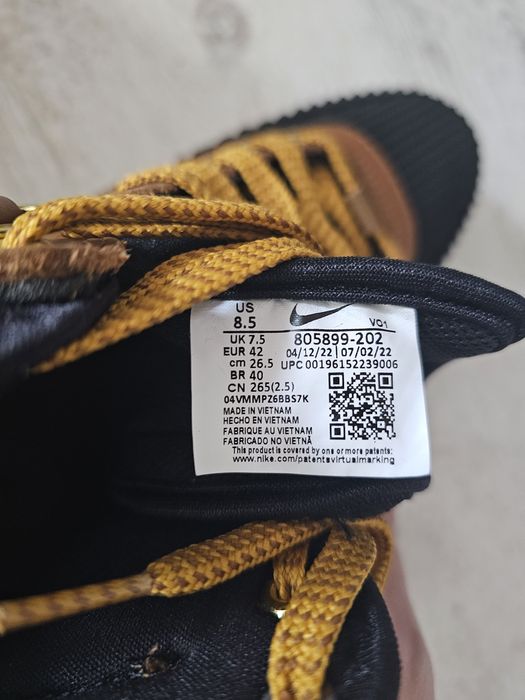 US
8.5
VO1
UK 7.5
805899-202
EUR 42
04/12/22 07/02/22
cm 26.5
UPC 00196152239006
BR 40
CN 265(2.5)
04VMMPZ6BBS7K
MADE IN VIETNAM
HECHO EN VIETNAM
FABRIQUE AU VIETNAM
FABRICADO NO VIETNÃ
This product is covered by one or more patents:
www.nike.com/patentsvirtualmarking